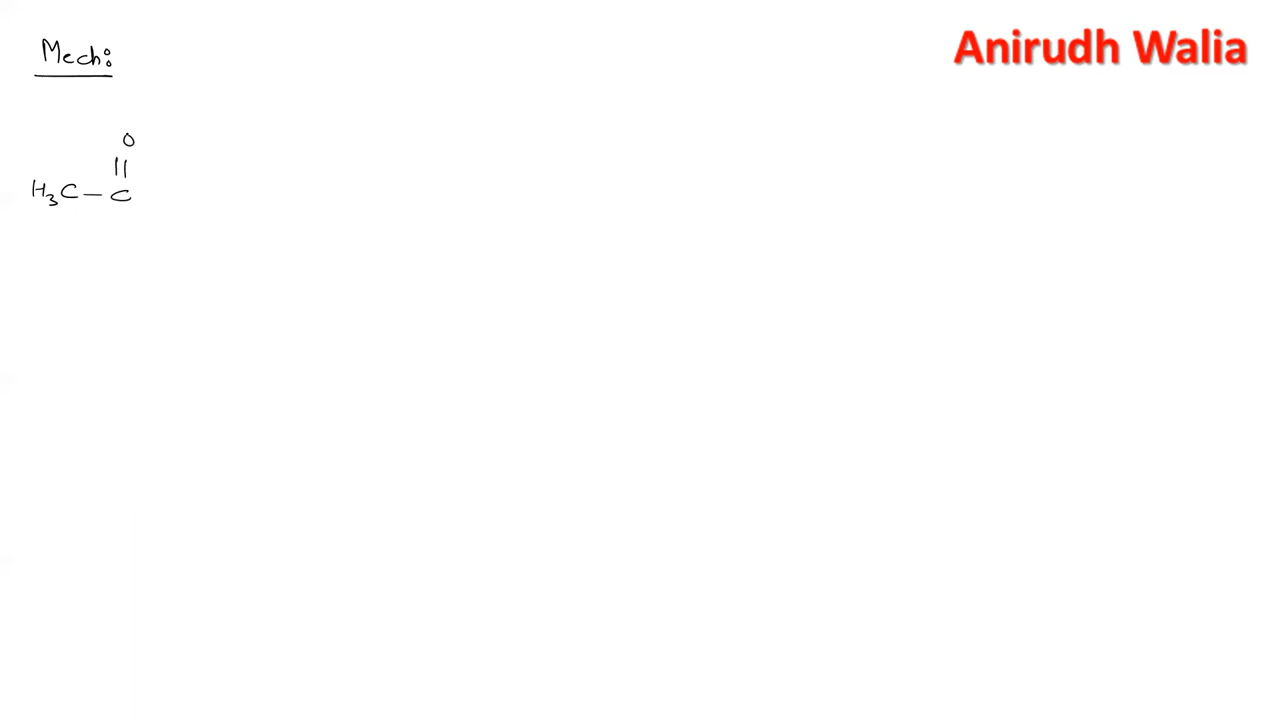 Mech:
Anirudh Walia
O
||
H₃C — C